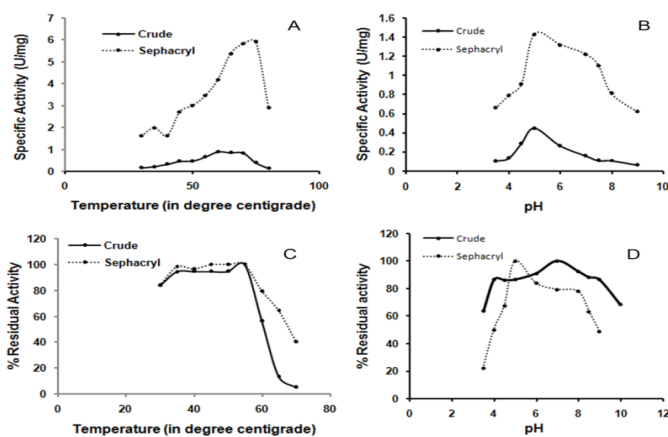 A
Crude
Sephacryl
Specific Activity (U/mg)
7
6
5
4
3
2
1
0
0 50 100
Temperature (in degree centigrade)
B
Crude
Sephacryl
Specific Activity (U/mg)
1.6
1.4
1.2
1
0.8
0.6
0.4
0.2
0
0 2 4 6 8 10
pH
C
Crude
Sephacryl
%Residual Activity
120
100
80
60
40
20
0
0 20 40 60 80
Temperature (in degree centigrade)
D
Crude
Sephacryl
%Residual activity
120
100
80
60
40
20
0
0 2 4 6 8 10 12
pH